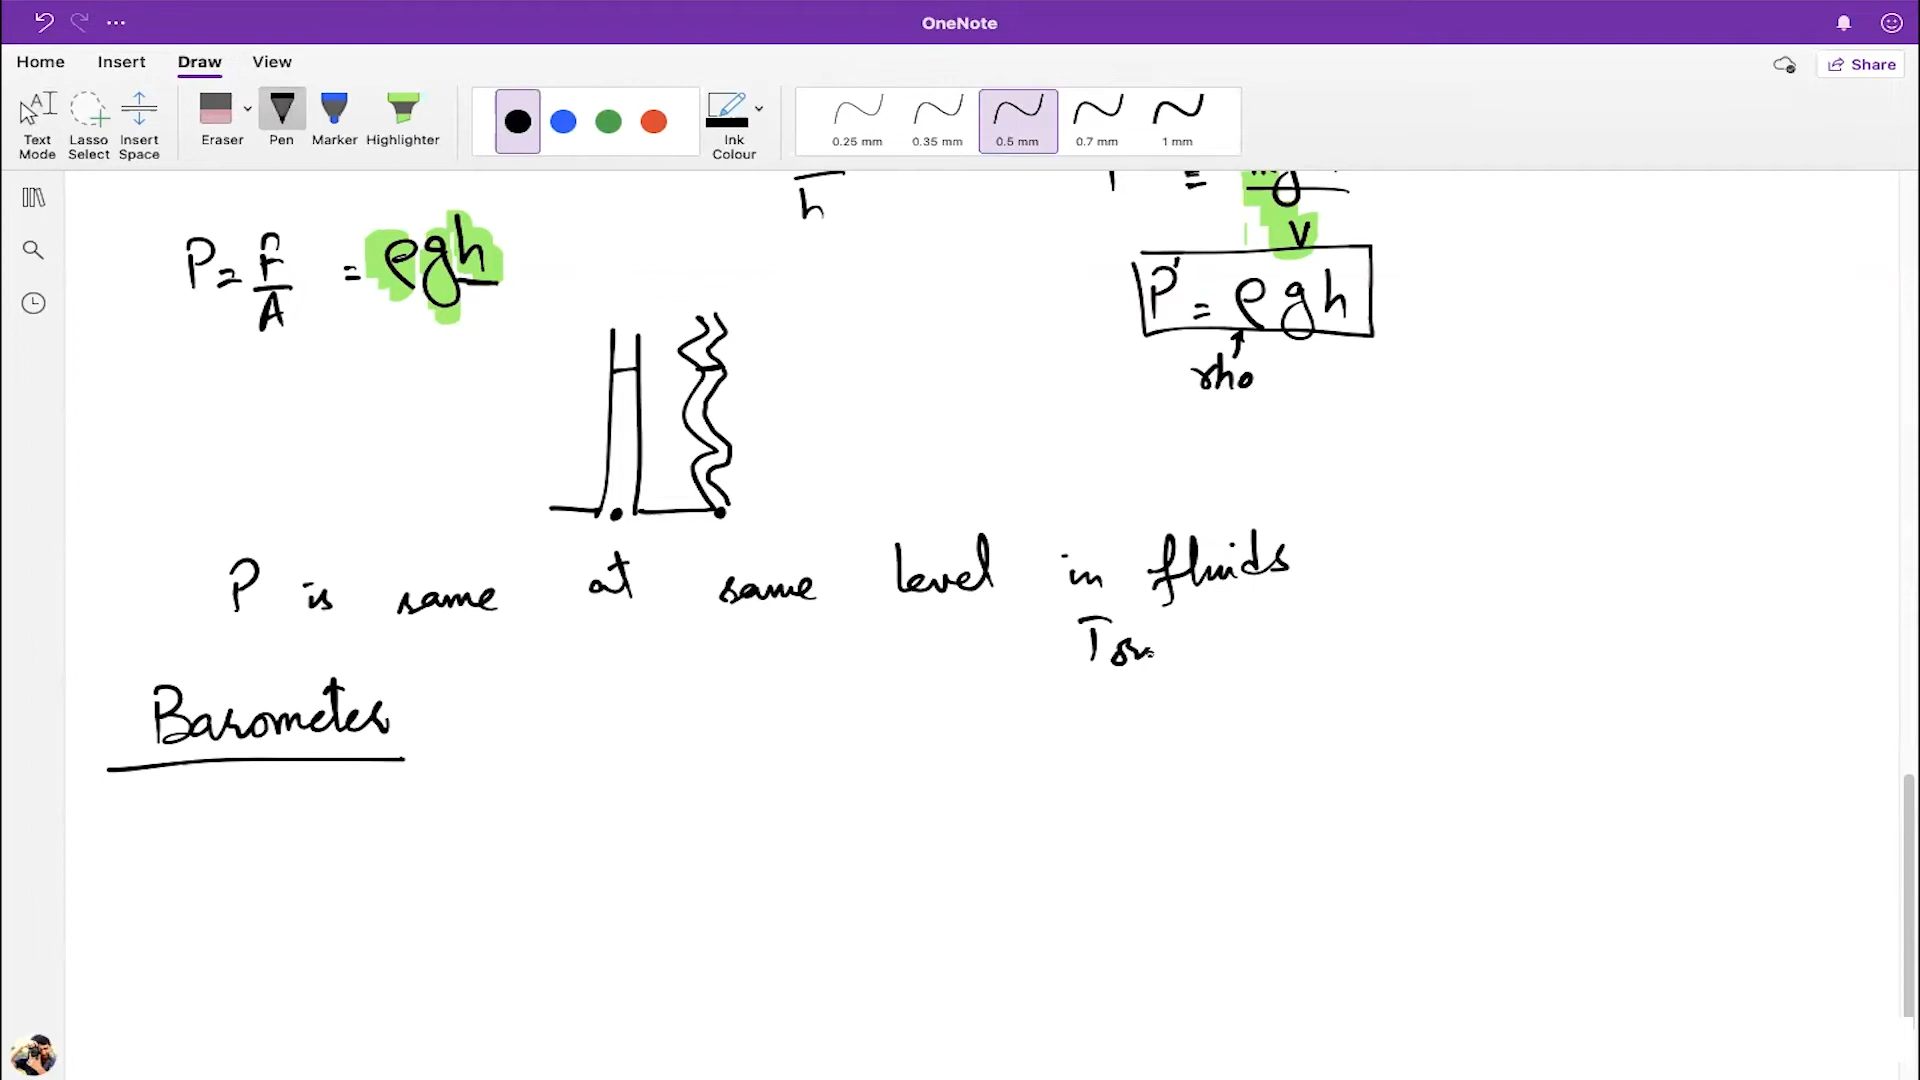 OneNote
Home Insert Draw View
Share
Text Mode
Lasso Select
Insert Space
Eraser
Pen
Marker
Highlighter
Ink Colour
0.25 mm
0.35 mm
0.5 mm
0.7 mm
1 mm
h
V
P = F/A = ρgh
P' = ρgh
rho
P is same at same level in fluids
Tor
Barometer